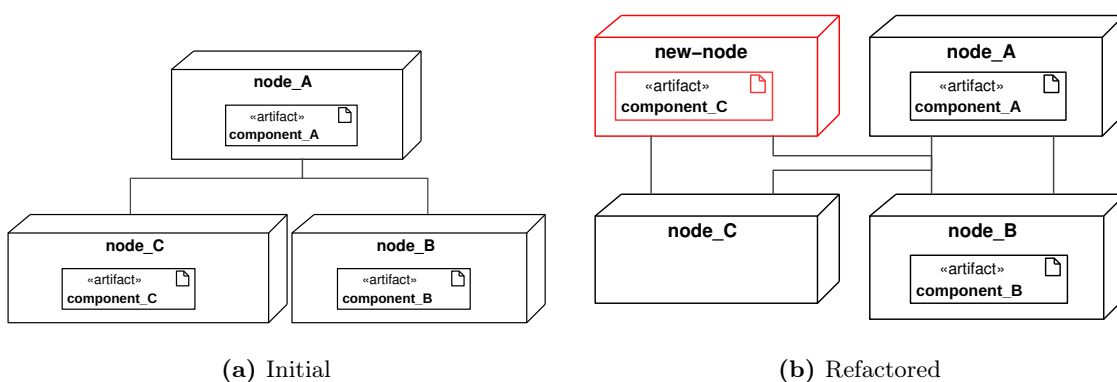 node_A
«artifact»
component_A
node_C
«artifact»
component_C
node_B
«artifact»
component_B
(a) Initial
new-node
«artifact»
component_C
node_A
«artifact»
component_A
node_C
node_B
«artifact»
component_B
(b) Refactored